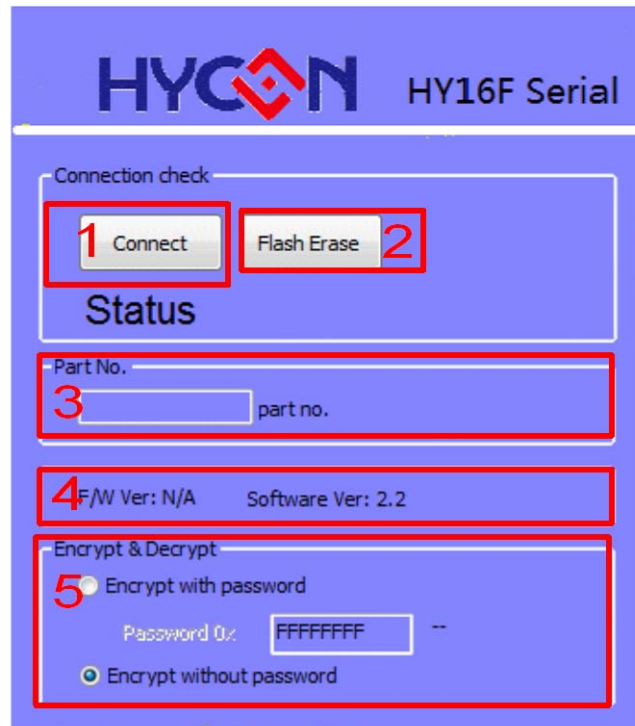 HYCON HY16F Serial
Connection check
1 Connect Flash Erase 2
Status
Part No.
3 part no.
4 F/W Ver: N/A Software Ver: 2.2
Encrypt & Decrypt
5 Encrypt with password
Password 0x FFFFFFFF --
Encrypt without password